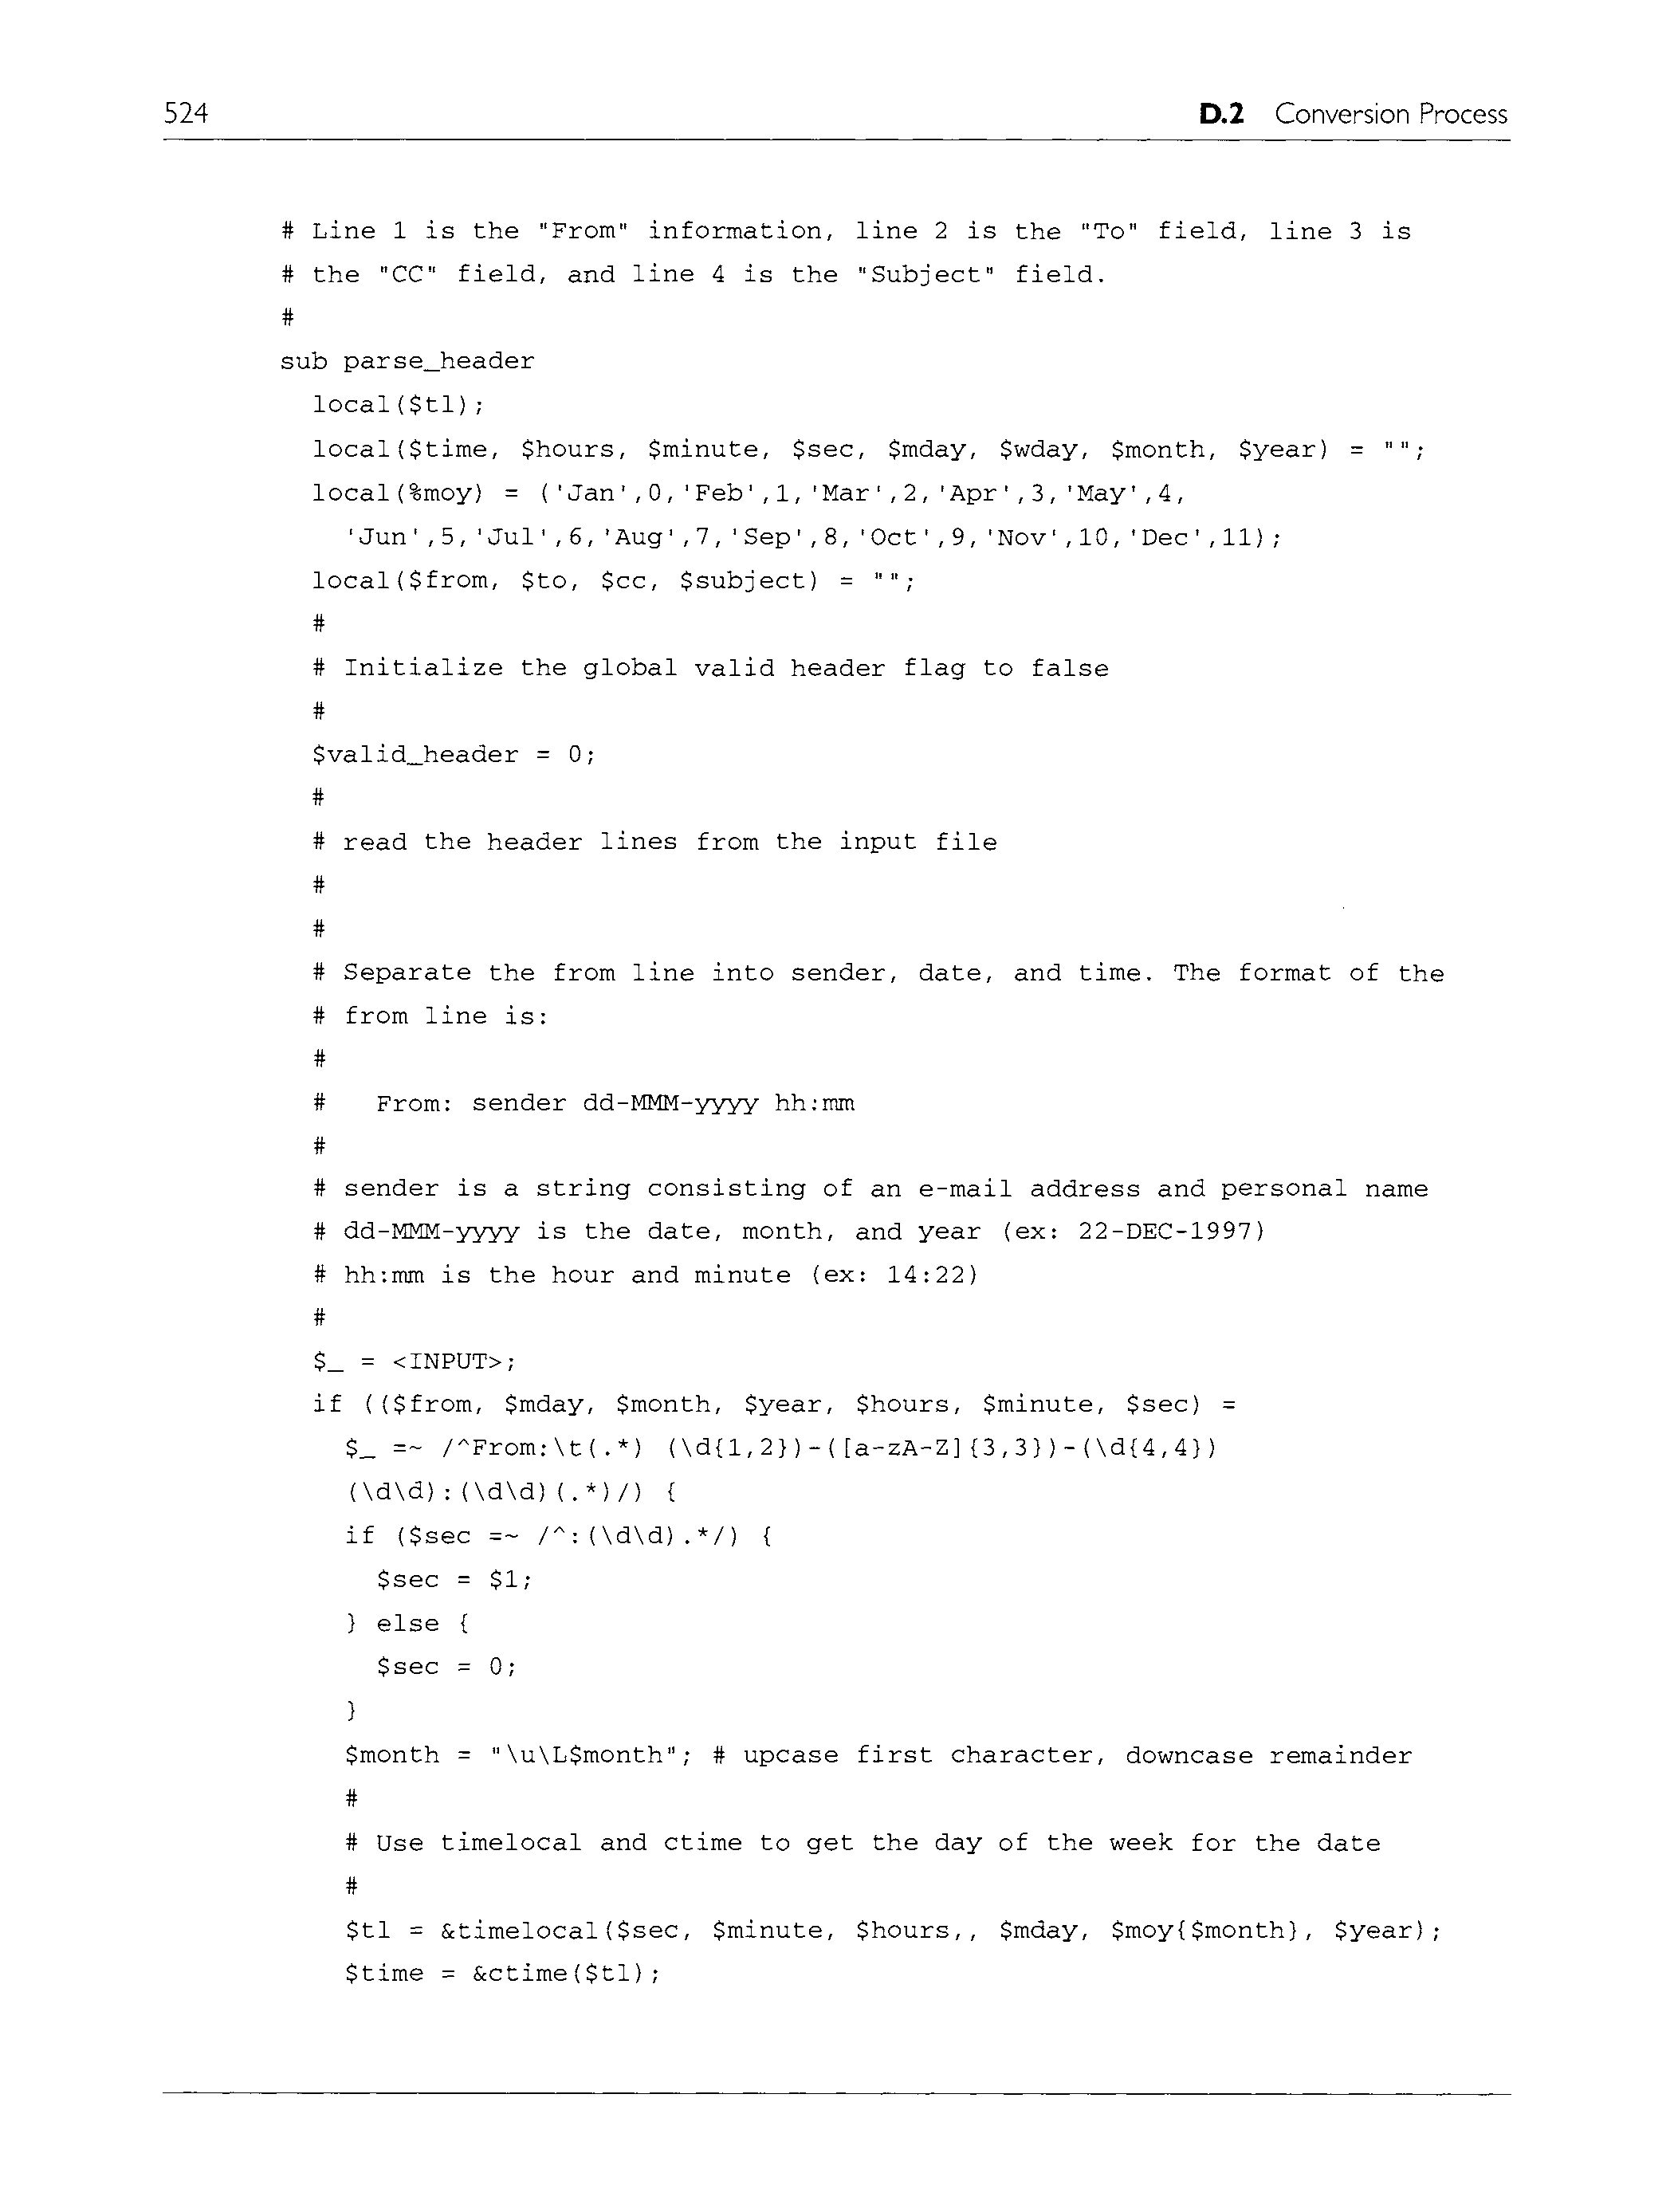 524
D.2 Conversion Process
# Line 1 is the "From" information, line 2 is the "To" field, line 3 is
# the "CC" field, and line 4 is the "Subject" field.
#
sub parse_header
local($tl);
local($time, $hours, $minute, $sec, $mday, $wday, $month, $year) = "";
local(%moy) = ('Jan',0,'Feb',1,'Mar',2,'Apr',3,'May',4,
'Jun',5,'Jul',6,'Aug',7,'Sep',8,'Oct',9,'Nov',10,'Dec',11);
local($from, $to, $cc, $subject) = "";
#
# Initialize the global valid header flag to false
#
$valid_header = 0;
#
# read the header lines from the input file
#
#
# Separate the from line into sender, date, and time. The format of the
# from line is:
#
# From: sender dd-MMM-yyyy hh:mm
#
# sender is a string consisting of an e-mail address and personal name
# dd-MMM-yyyy is the date, month, and year (ex: 22-DEC-1997)
# hh:mm is the hour and minute (ex: 14:22)
#
$_ = <INPUT>;
if (($from, $mday, $month, $year, $hours, $minute, $sec) =
$_ =~ /^From:\t(.*) (\d{1,2})-([a-zA-Z]{3,3})-(\d{4,4})
(\d\d):(\d\d)(.*)/) {
if ($sec =~ /^:(\d\d).*/) {
$sec = $1;
} else {
$sec = 0;
}
$month = "\u\L$month"; # upcase first character, downcase remainder
#
# Use timelocal and ctime to get the day of the week for the date
#
$tl = &timelocal($sec, $minute, $hours,, $mday, $moy{$month}, $year);
$time = &ctime($tl);